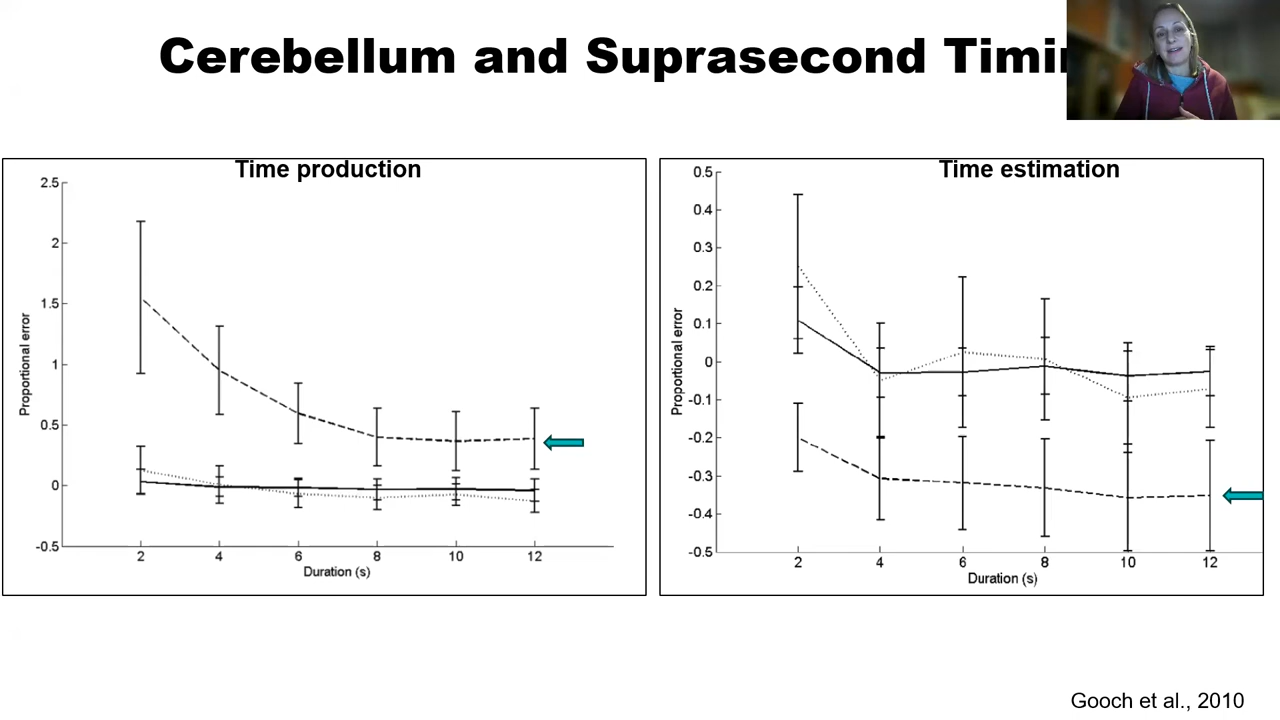 Cerebellum and Suprasecond
Time production
2.5
2
1.5
1
0.5
0
-0.5
Proportional error
2 4 6 8 10 12
Duration (s)
Time estimation
0.5
0.4
0.3
0.2
0.1
0
-0.1
-0.2
-0.3
-0.4
-0.5
Proportional error
2 4 6 8 10 12
Duration (s)
Gooch et al., 2010